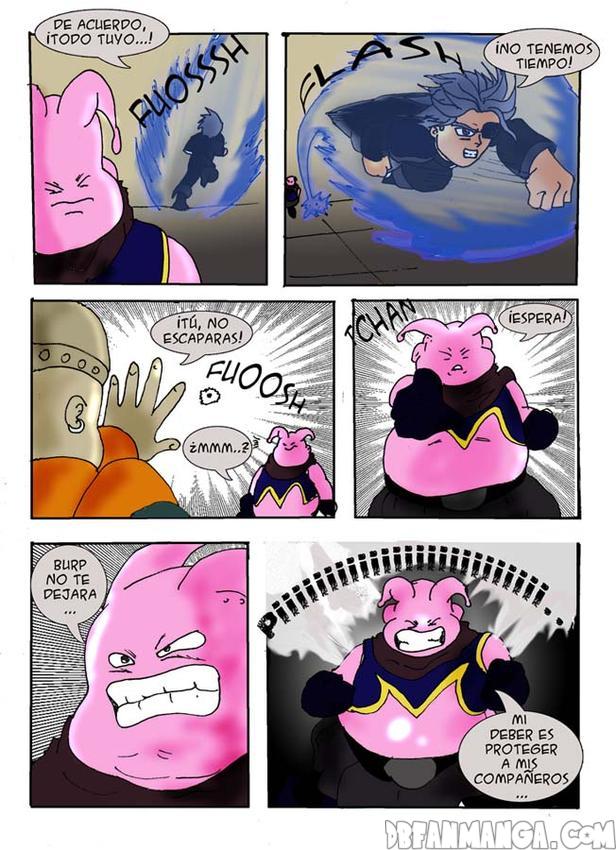 DE ACUERDO,
¡TODO TUYO...!
FUOSSSH
FLASH
¡NO TENEMOS
TIEMPO!
¡TÚ, NO
ESCAPARAS!
FUOOSH
¿MMM..?
TCHAN
¡ESPERA!
BURP
NO TE
DEJARA
...
Piiiiiiiiiiiiiiiiiiiiiii...
MI
DEBER ES
PROTEGER
A MIS
COMPAÑEROS
...
DBFANMANGA.COM